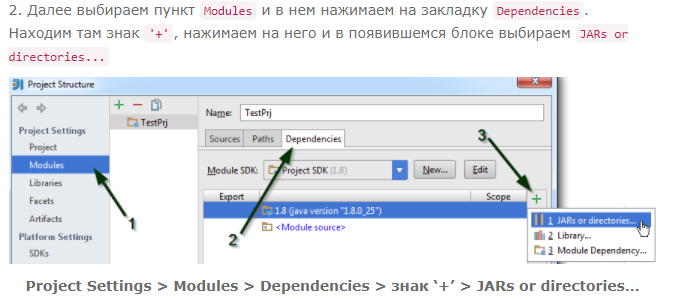 2. Далее выбираем пункт Modules и в нем нажимаем на закладку Dependencies.
Находим там знак '+', нажимаем на него и в появившемся блоке выбираем JARs or
directories...
Project Structure
Project Settings
Project
Modules
Libraries
Facets
Artifacts
Platform Settings
SDKs
1
TestPrj
Name: TestPrj
Sources Paths Dependencies
Module SDK: Project SDK (1.8) New... Edit
2
3
Export Scope
1.8 (java version "1.8.0_25")
<Module source>
1 JARs or directories...
2 Library...
3 Module Dependency...
Project Settings > Modules > Dependencies > знак ‘+’ > JARs or directories...